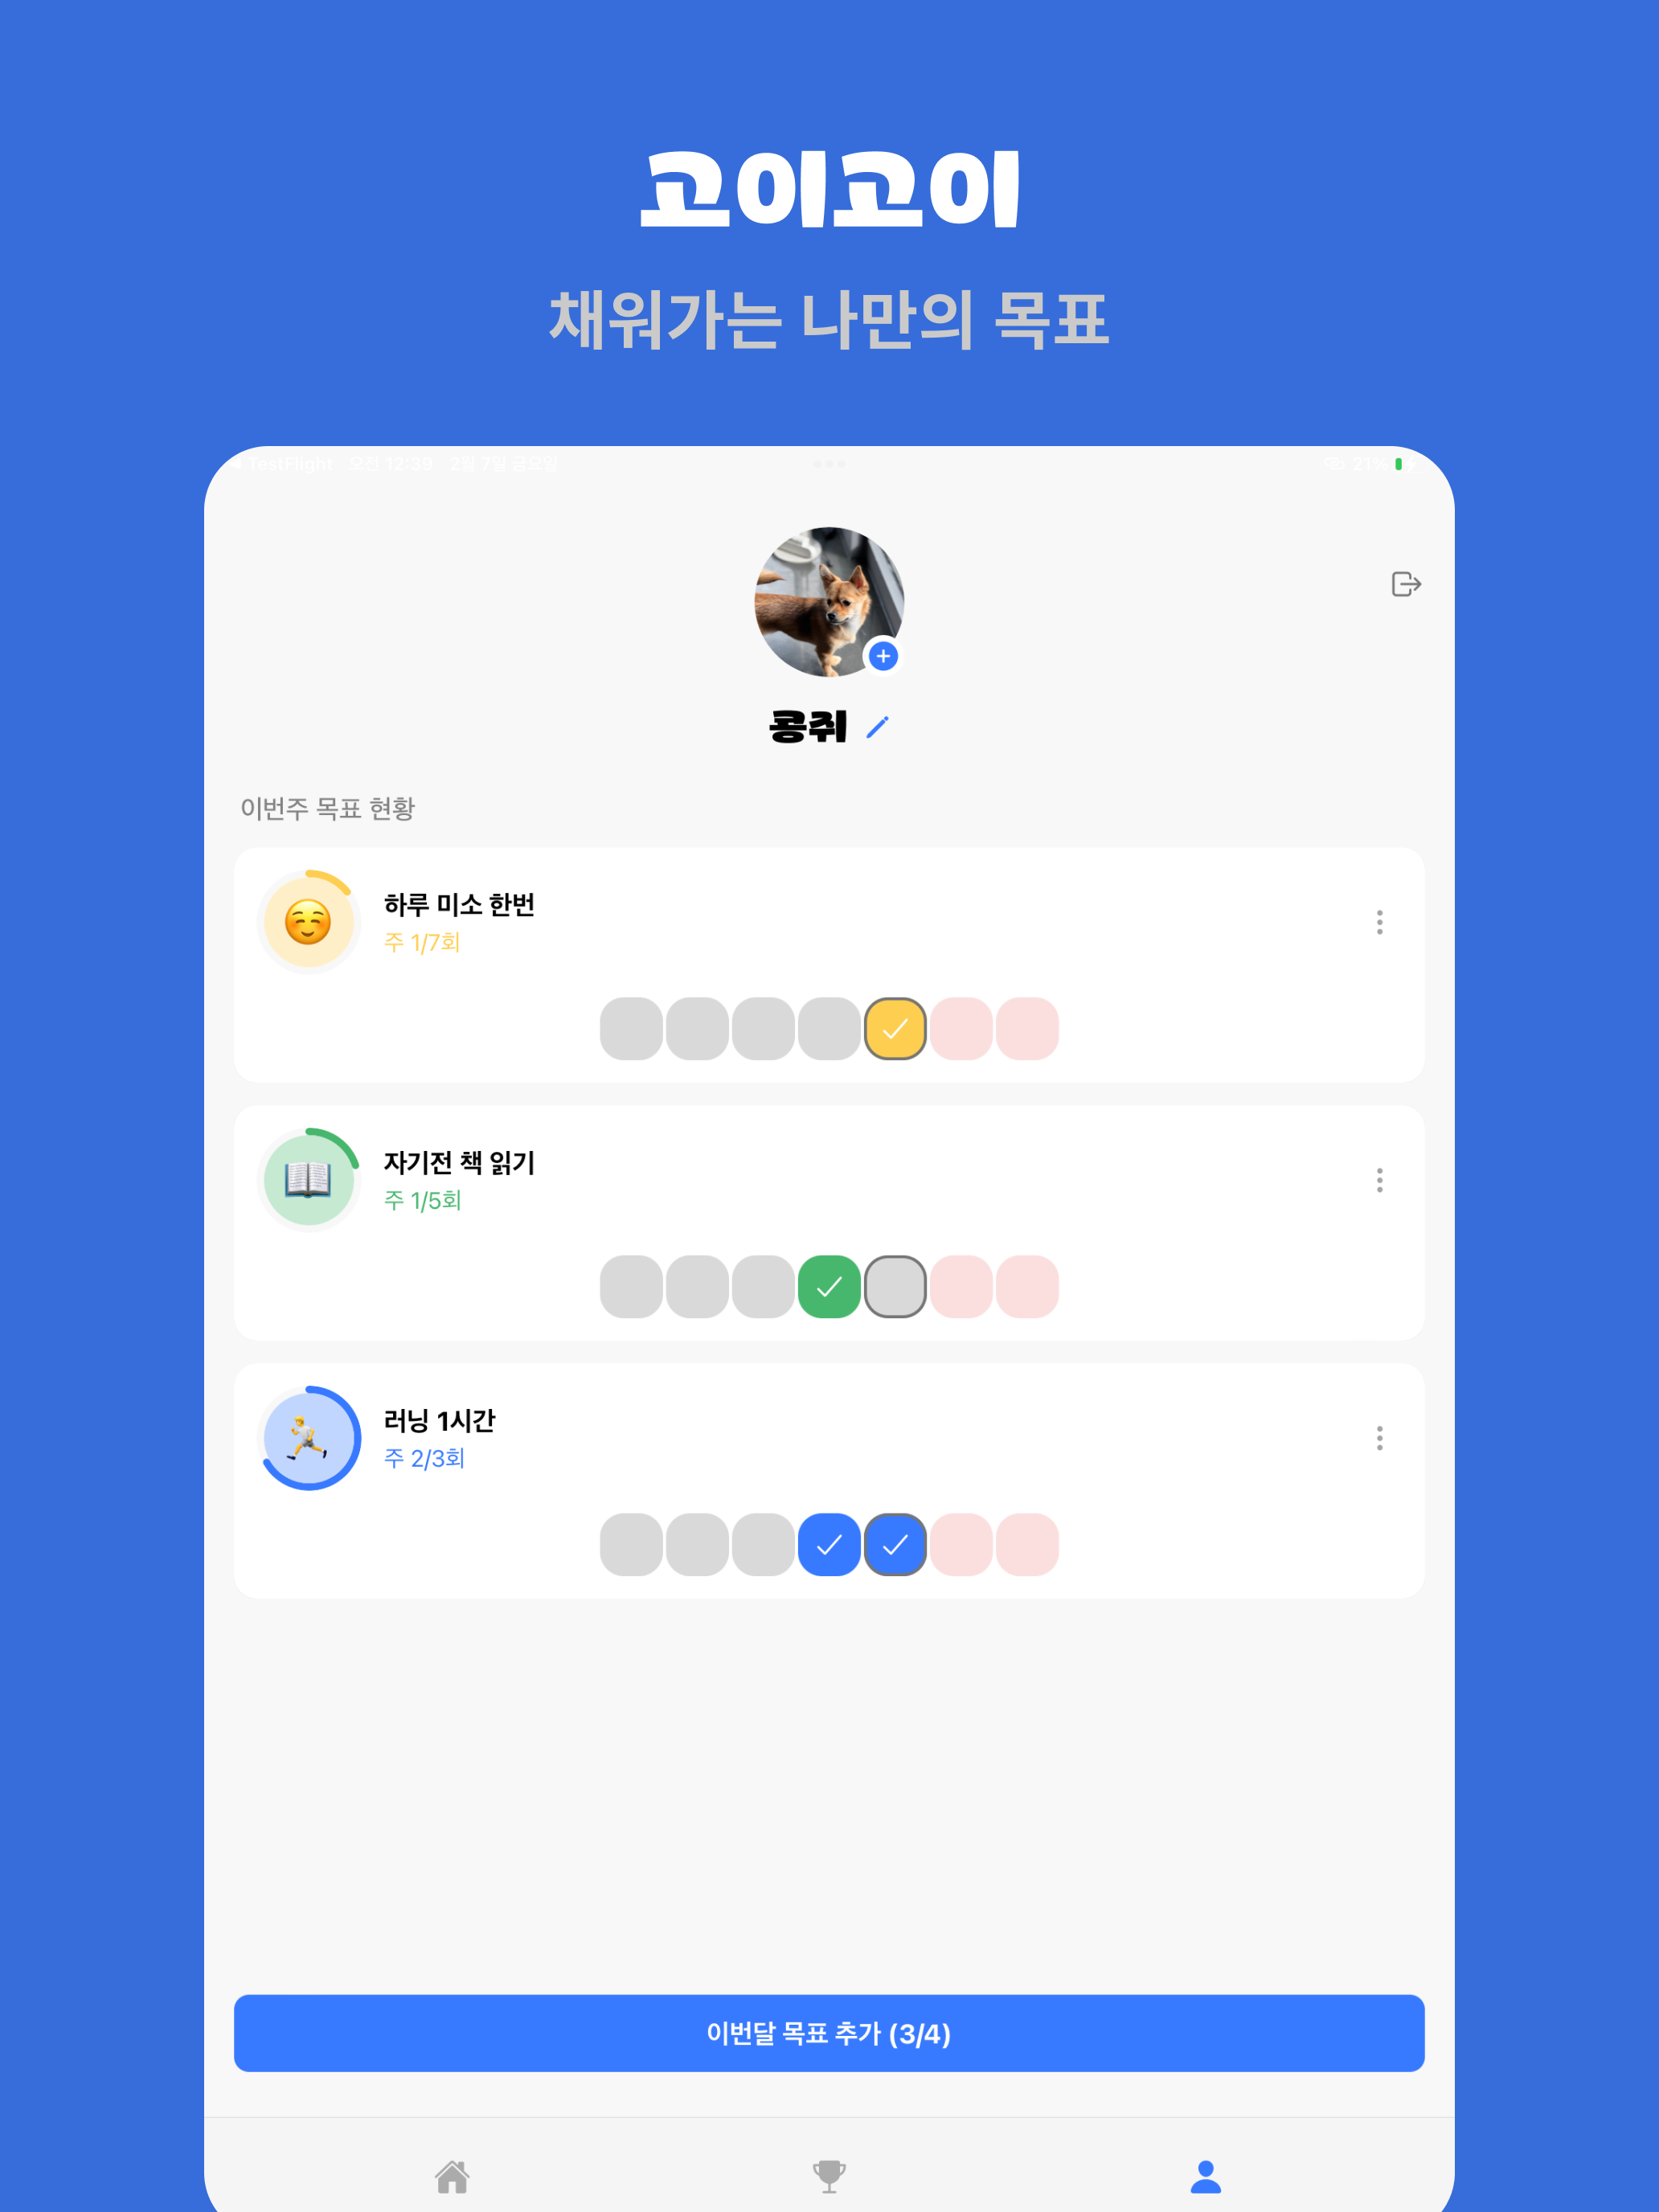 고이고이
채워가는 나만의 목표
TestFlight 오전 12:39 2월 7일 금요일
21%
콩쥐
이번주 목표 현황
하루 미소 한번
주 1/7회
자기전 책 읽기
주 1/5회
러닝 1시간
주 2/3회
이번달 목표 추가 (3/4)